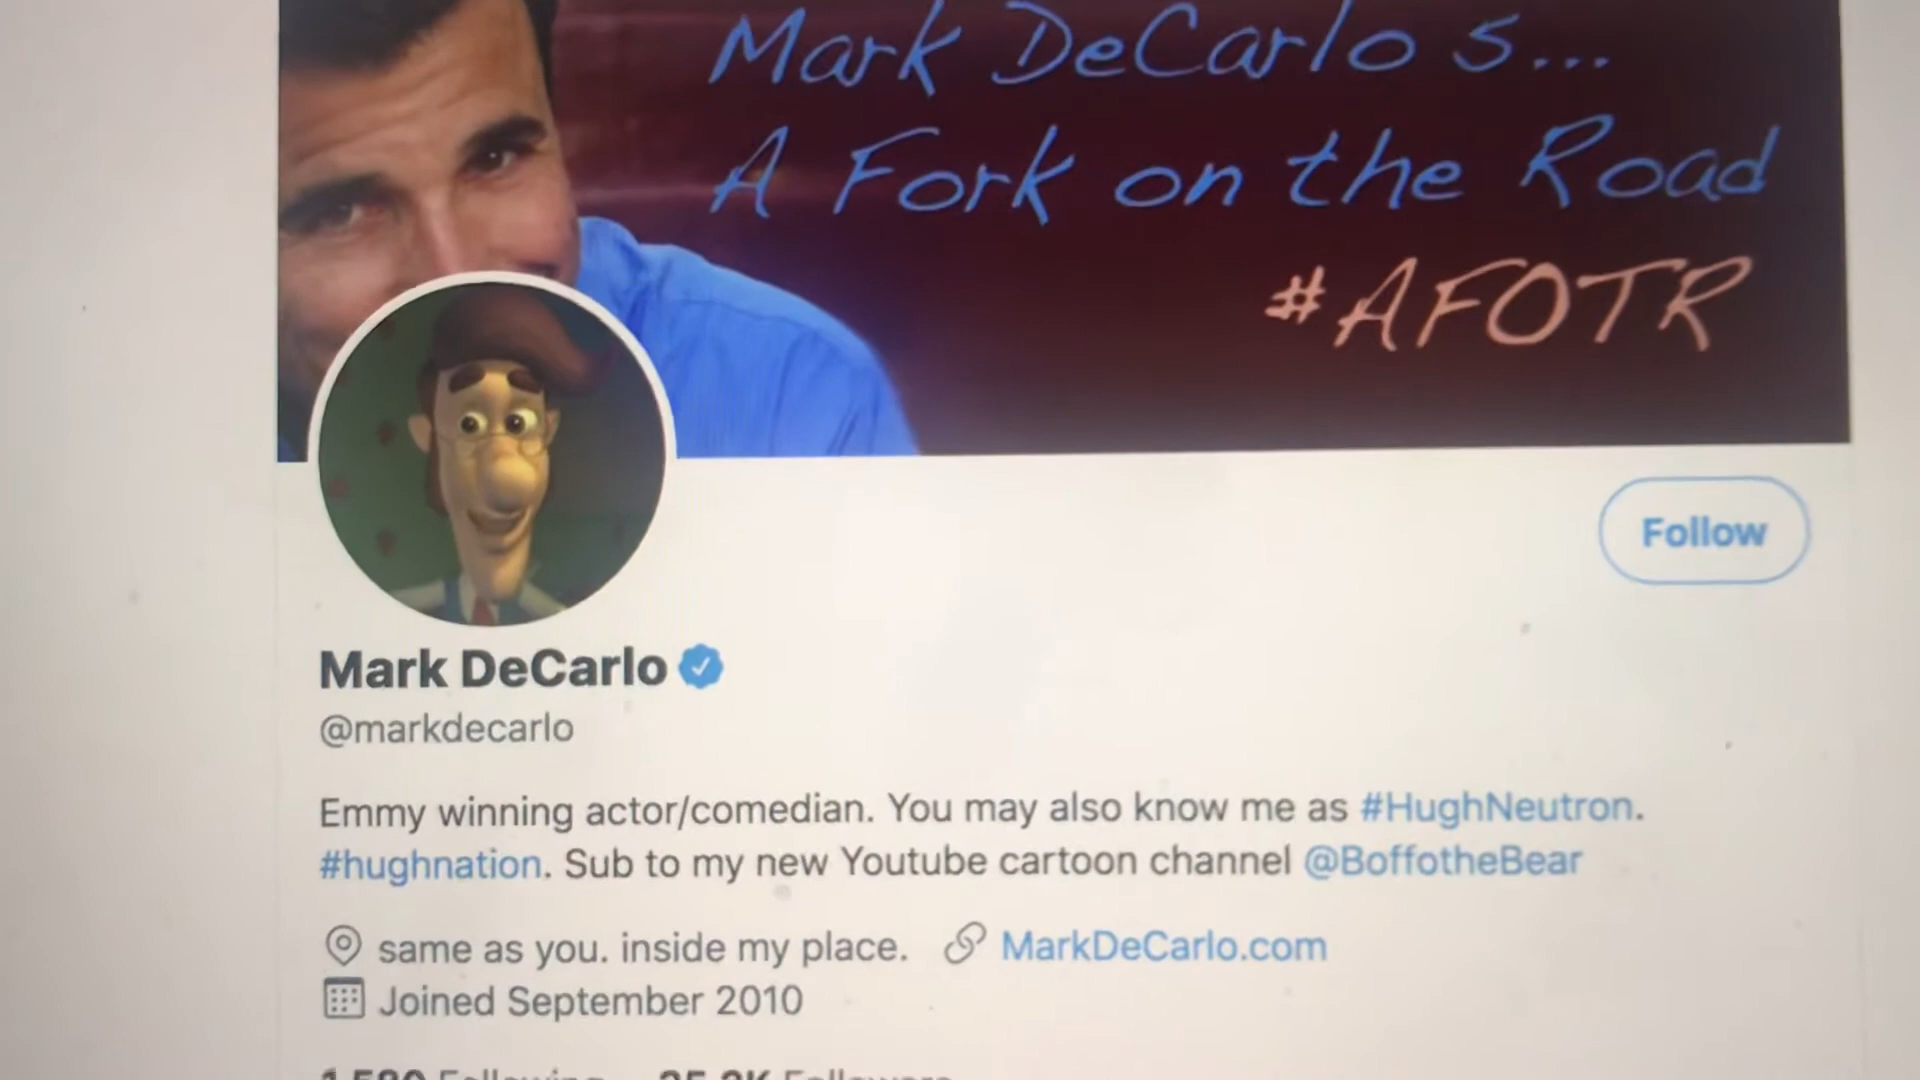 Mark DeCarlo s...
A Fork on the Road
#AFOTR
Follow
Mark DeCarlo
@markdecarlo
Emmy winning actor/comedian. You may also know me as #HughNeutron.
#hughnation. Sub to my new Youtube cartoon channel @BoffotheBear
same as you. inside my place. MarkDeCarlo.com
Joined September 2010
Following Followers